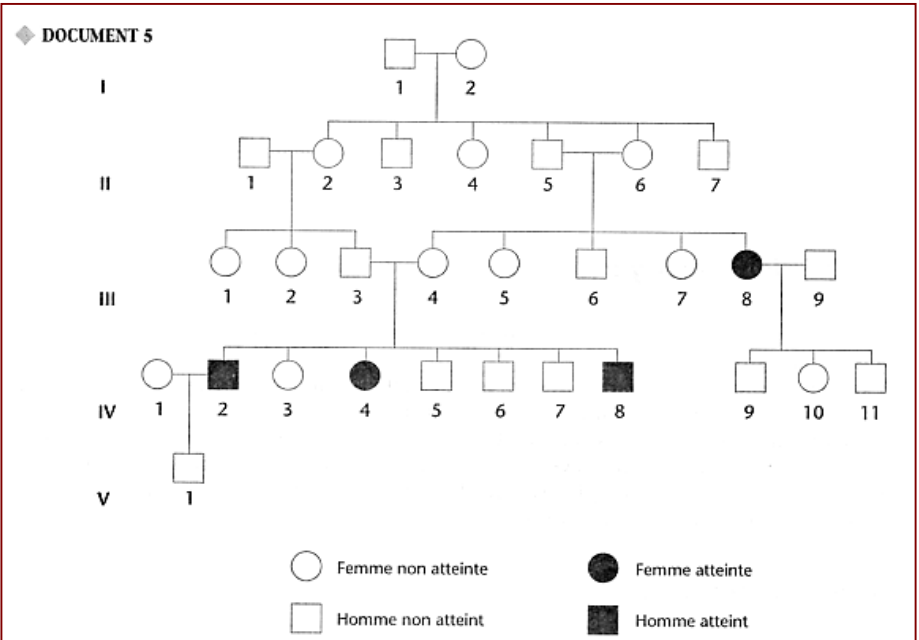 DOCUMENT 5
I
1 2
1 2 3 4 5 6 7
II
1 2 3 4 5 6 7 8 9
III
1 2 3 4 5 6 7 8 9 10 11
IV
V 1
Femme non atteinte Femme atteinte
Homme non atteint Homme atteint